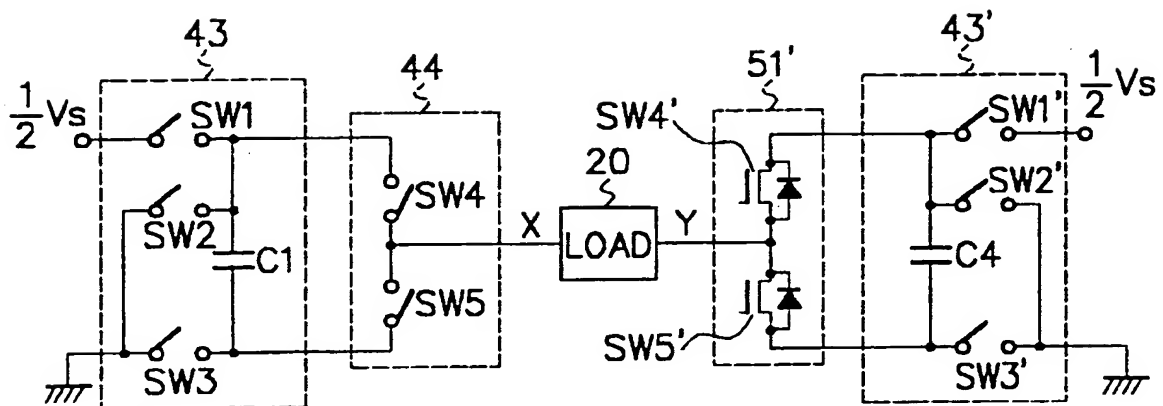 43
44
51'
43'
1/2 Vs
SW1
SW2
C1
SW3
SW4
SW5
X
20
LOAD
Y
SW4'
SW5'
SW1'
1/2 Vs
SW2'
C4
SW3'